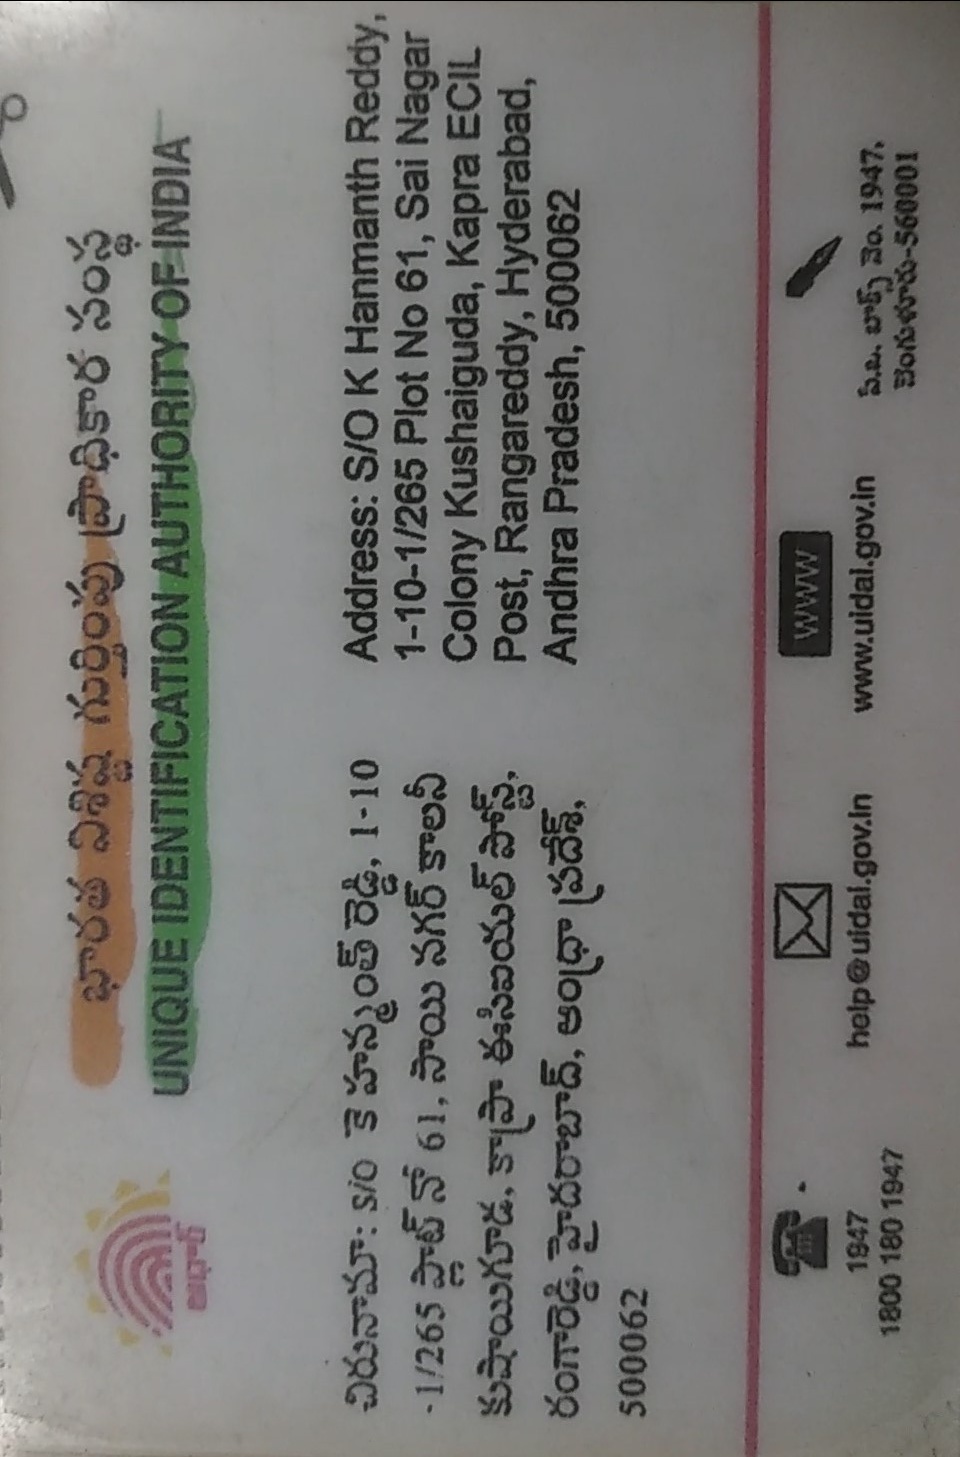 భారత విశిష్ట గుర్తింపు ప్రాధికార సంస్థ
UNIQUE IDENTIFICATION AUTHORITY OF INDIA
ఆధార్
చిరునామా: S/O కె హన్మంత్ రెడ్డి, 1-10
-1/265 ప్లాట్ నో 61, సాయి నగర్ కాలనీ
కుషాయిగూడ, కాప్రా ఈసిఐయల్ పోస్ట్,
రంగారెడ్డి, హైదరాబాద్, ఆంధ్రా ప్రదేశ్,
500062
Address: S/O K Hanmanth Reddy,
1-10-1/265 Plot No 61, Sai Nagar
Colony Kushaiguda, Kapra ECIL
Post, Rangareddy, Hyderabad,
Andhra Pradesh, 500062
1947
1800 180 1947
help@uidai.gov.in
WWW
www.uidai.gov.in
పి.బి. బాక్స్ నెం. 1947,
బెంగుళూరు-560001